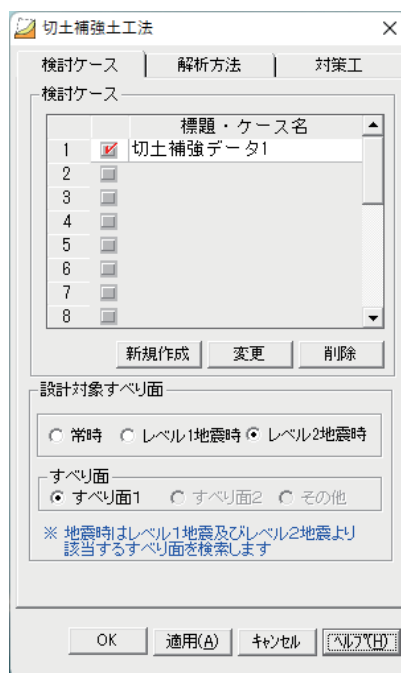 切土補強土工法
検討ケース 解析方法 対策工
検討ケース
標題・ケース名
1 切土補強データ1
2
3
4
5
6
7
8
新規作成 変更 削除
設計対象すべり面
常時 レベル1地震時 レベル2地震時
すべり面
すべり面1 すべり面2 その他
※ 地震時はレベル1地震及びレベル2地震より
該当するすべり面を検索します
OK 適用(A) キャンセル ヘルプ(H)